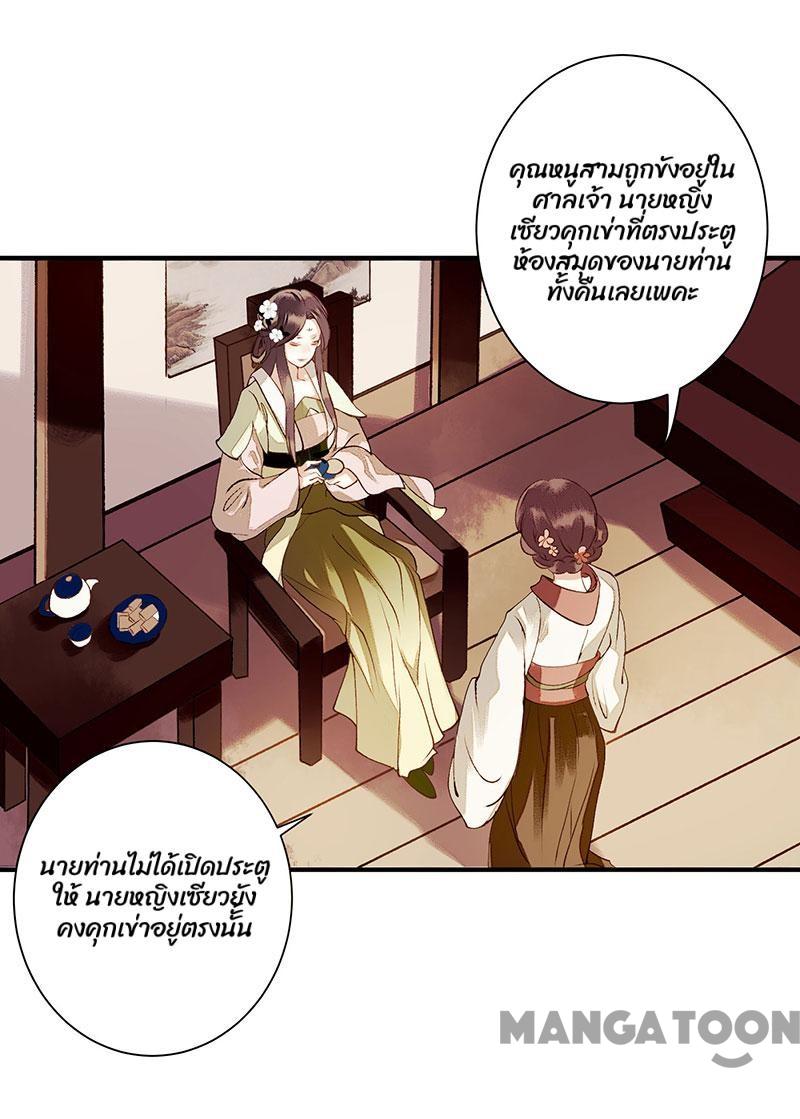 คุณหนูสามถูกขังอยู่ใน
ศาลเจ้า นายหญิง
เซียวคุกเข่าที่ตรงประตู
ห้องสมุดของนายท่าน
ทั้งคืนเลยเพคะ
นายท่านไม่ได้เปิดประตู
ให้ นายหญิงเซียวยัง
คงคุกเข่าอยู่ตรงนั้น
MANGATOON